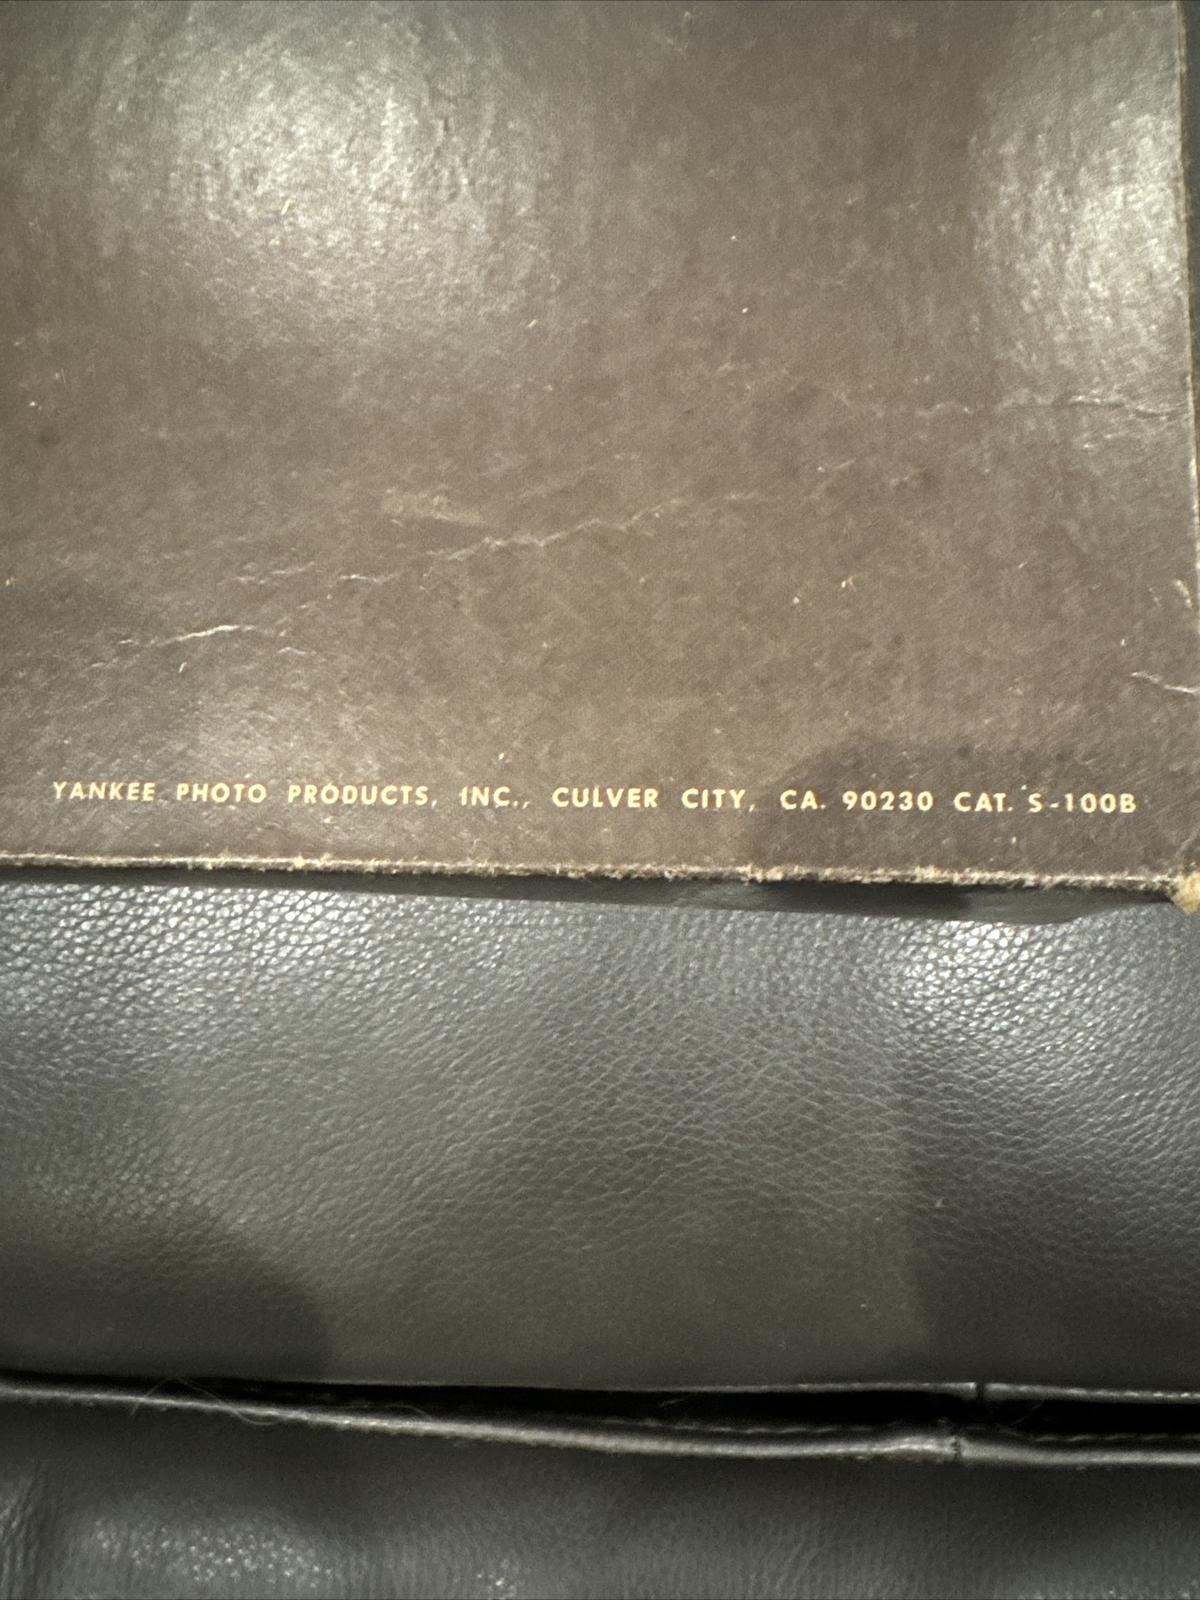 YANKEE PHOTO PRODUCTS, INC., CULVER CITY, CA. 90230 CAT. S-100B